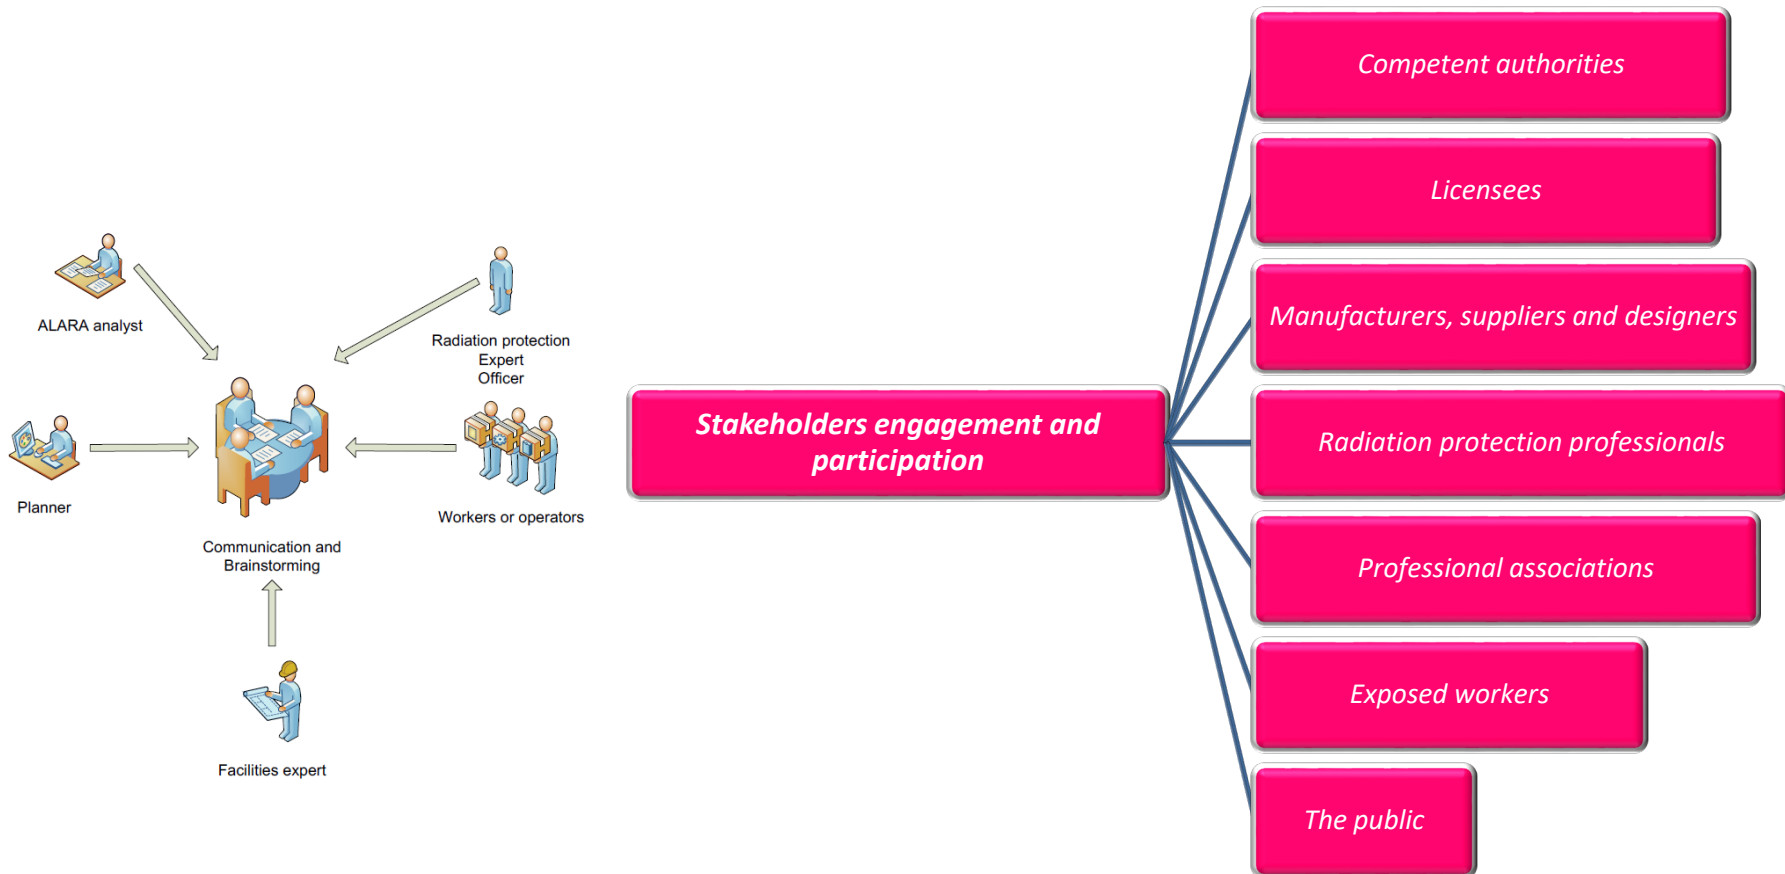 ALARA analyst
Radiation protection
Expert
Officer
Planner
Workers or operators
Communication and
Brainstorming
Facilities expert
Stakeholders engagement and
participation
Competent authorities
Licensees
Manufacturers, suppliers and designers
Radiation protection professionals
Professional associations
Exposed workers
The public